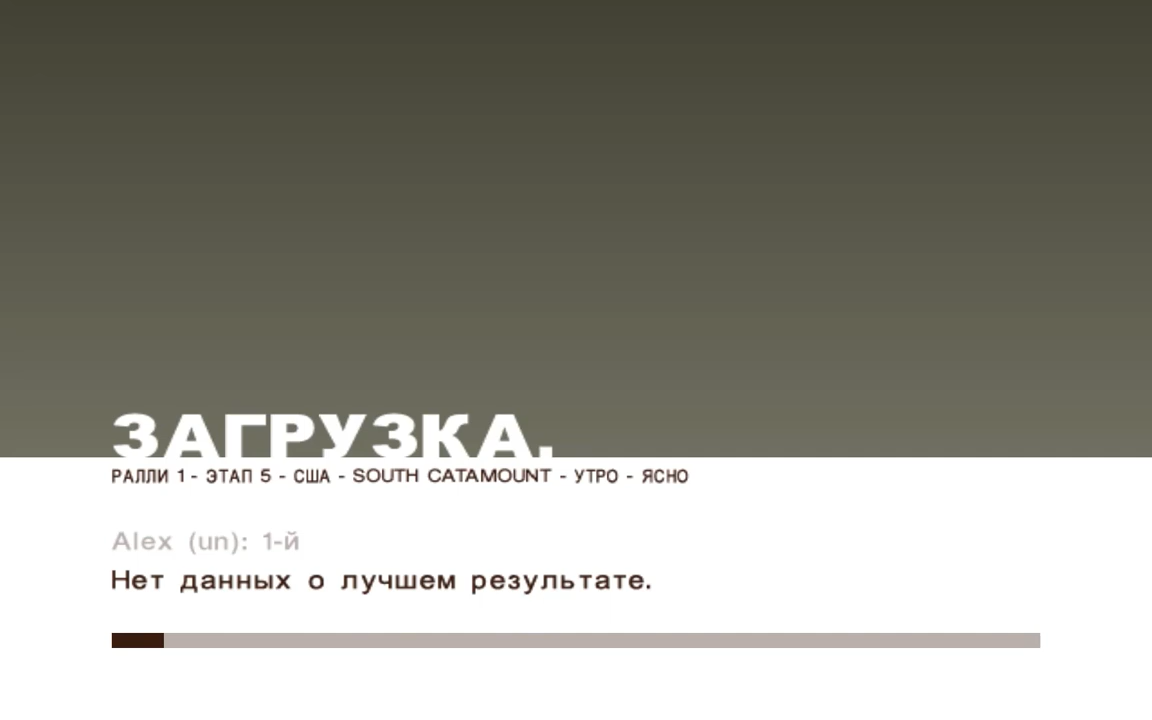 ЗАГРУЗКА.
РАЛЛИ 1 - ЭТАП 5 - США - SOUTH CATAMOUNT - УТРО - ЯСНО
Alex (un): 1-й
Нет данных о лучшем результате.